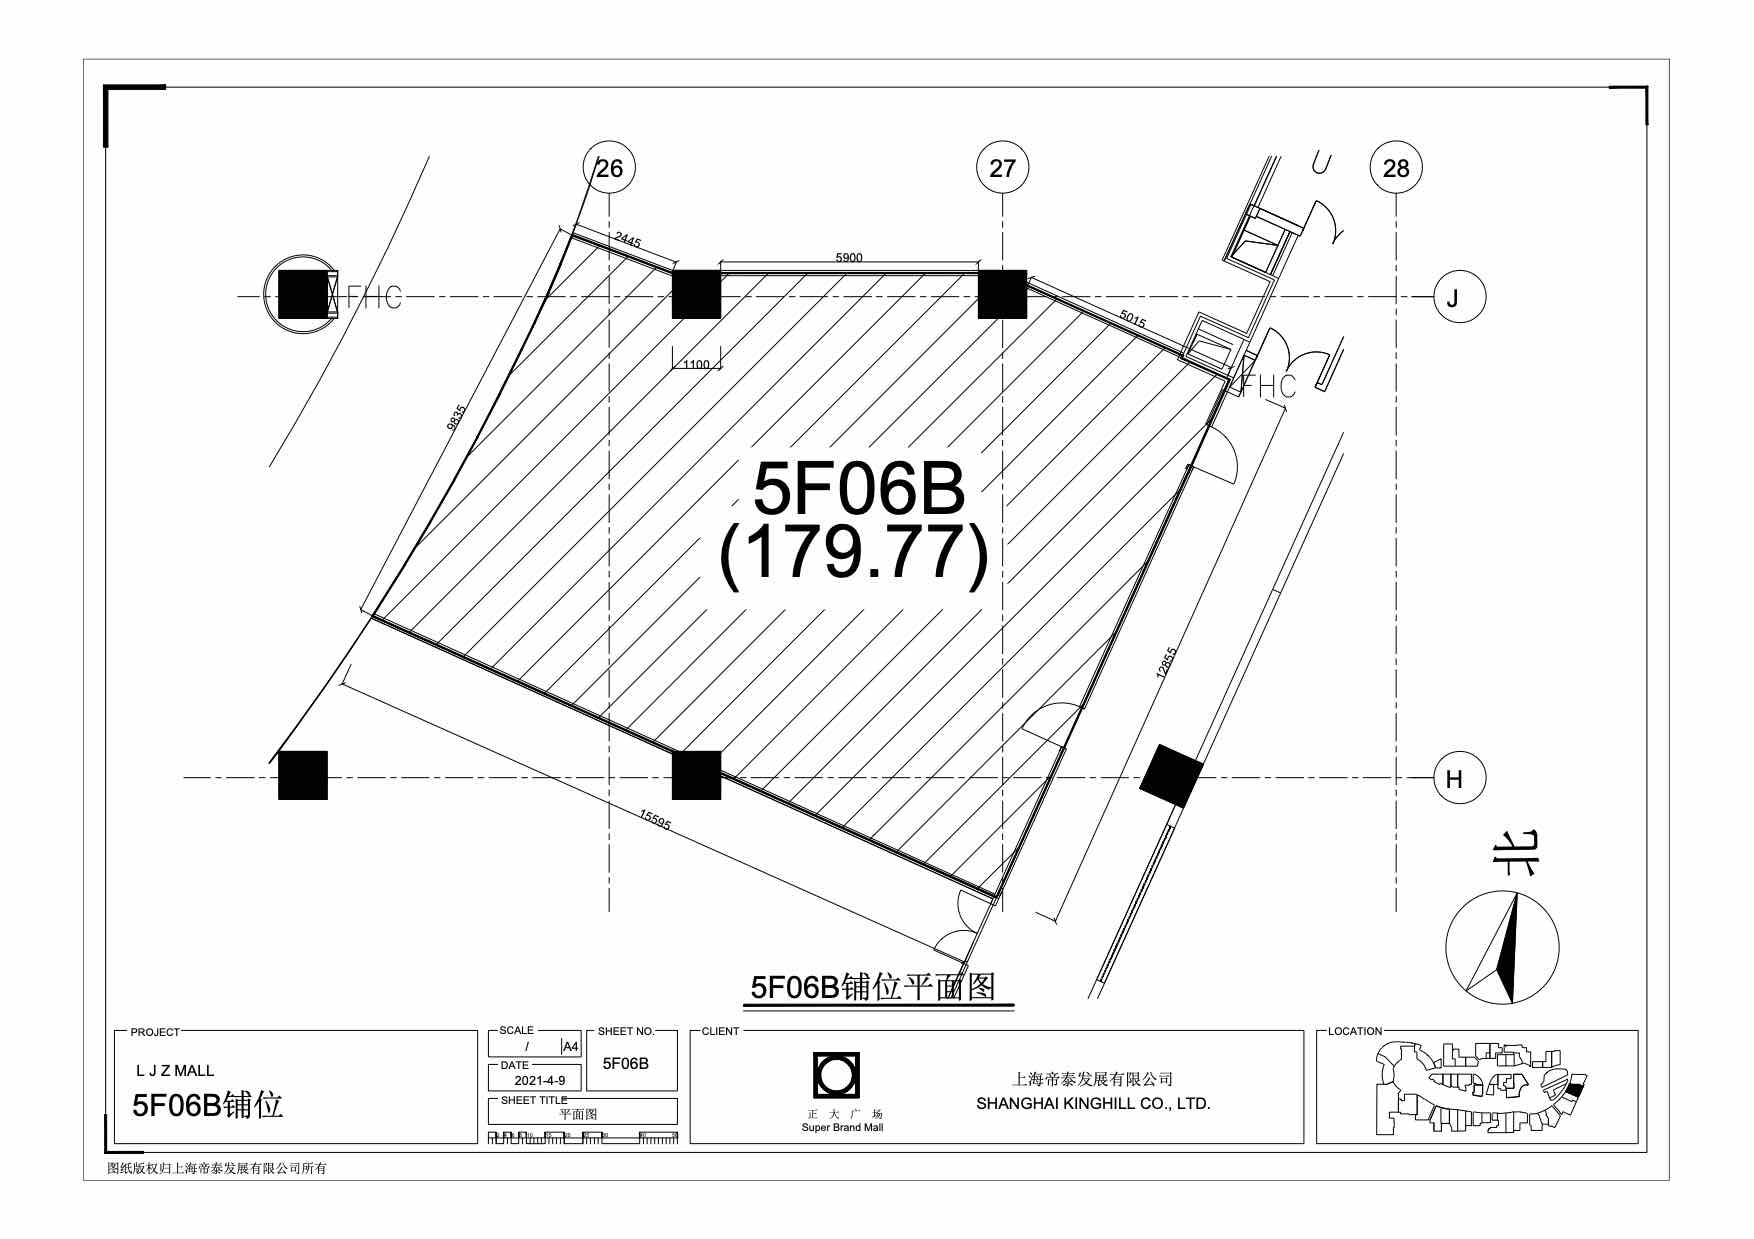 26
27
28
2445
5900
J
FHC
5015
1100
FHC
9835
5F06B
(179.77)
12855
H
15595
北
5F06B铺位平面图
PROJECT
L J Z MALL
5F06B铺位
SCALE
/
A4
SHEET NO.
5F06B
DATE
2021-4-9
SHEET TITLE
平面图
CLIENT
正大广场
Super Brand Mall
上海帝泰发展有限公司
SHANGHAI KINGHILL CO., LTD.
LOCATION
图纸版权归上海帝泰发展有限公司所有